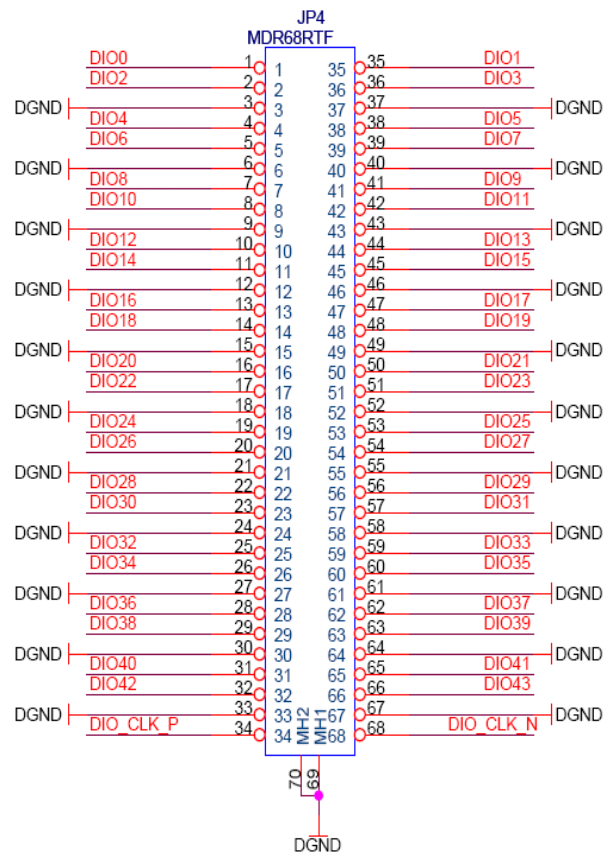 JP4
MDR68RTF
DIO0 1 1 35 35 DIO1
DIO2 2 2 36 36 DIO3
DGND 3 3 37 37 DGND
DIO4 4 4 38 38 DIO5
DIO6 5 5 39 39 DIO7
DGND 6 6 40 40 DGND
DIO8 7 7 41 41 DIO9
DIO10 8 8 42 42 DIO11
DGND 9 9 43 43 DGND
DIO12 10 10 44 44 DIO13
DIO14 11 11 45 45 DIO15
DGND 12 12 46 46 DGND
DIO16 13 13 47 47 DIO17
DIO18 14 14 48 48 DIO19
DGND 15 15 49 49 DGND
DIO20 16 16 50 50 DIO21
DIO22 17 17 51 51 DIO23
DGND 18 18 52 52 DGND
DIO24 19 19 53 53 DIO25
DIO26 20 20 54 54 DIO27
DGND 21 21 55 55 DGND
DIO28 22 22 56 56 DIO29
DIO30 23 23 57 57 DIO31
DGND 24 24 58 58 DGND
DIO32 25 25 59 59 DIO33
DIO34 26 26 60 60 DIO35
DGND 27 27 61 61 DGND
DIO36 28 28 62 62 DIO37
DIO38 29 29 63 63 DIO39
DGND 30 30 64 64 DGND
DIO40 31 31 65 65 DIO41
DIO42 32 32 66 66 DIO43
DGND 33 33 67 67 DGND
DIO_CLK_P 34 34 68 68 DIO_CLK_N
MH2 MH1
70 69
DGND